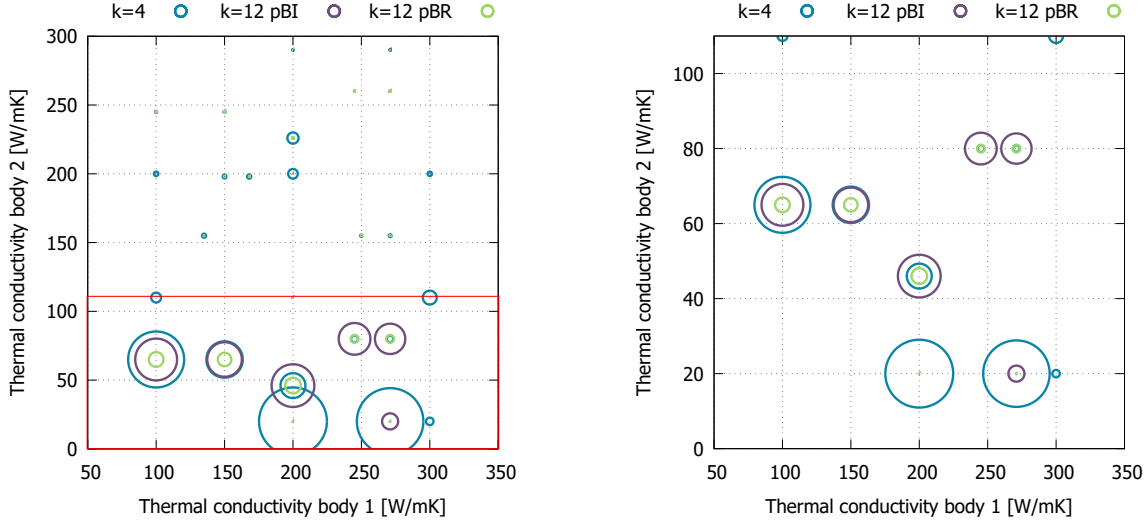 k=4 k=12 pBI k=12 pBR
300
250
200
150
100
50
0
50 100 150 200 250 300 350
Thermal conductivity body 2 [W/mK]
Thermal conductivity body 1 [W/mK]
k=4 k=12 pBI k=12 pBR
100
80
60
40
20
0
50 100 150 200 250 300 350
Thermal conductivity body 2 [W/mK]
Thermal conductivity body 1 [W/mK]